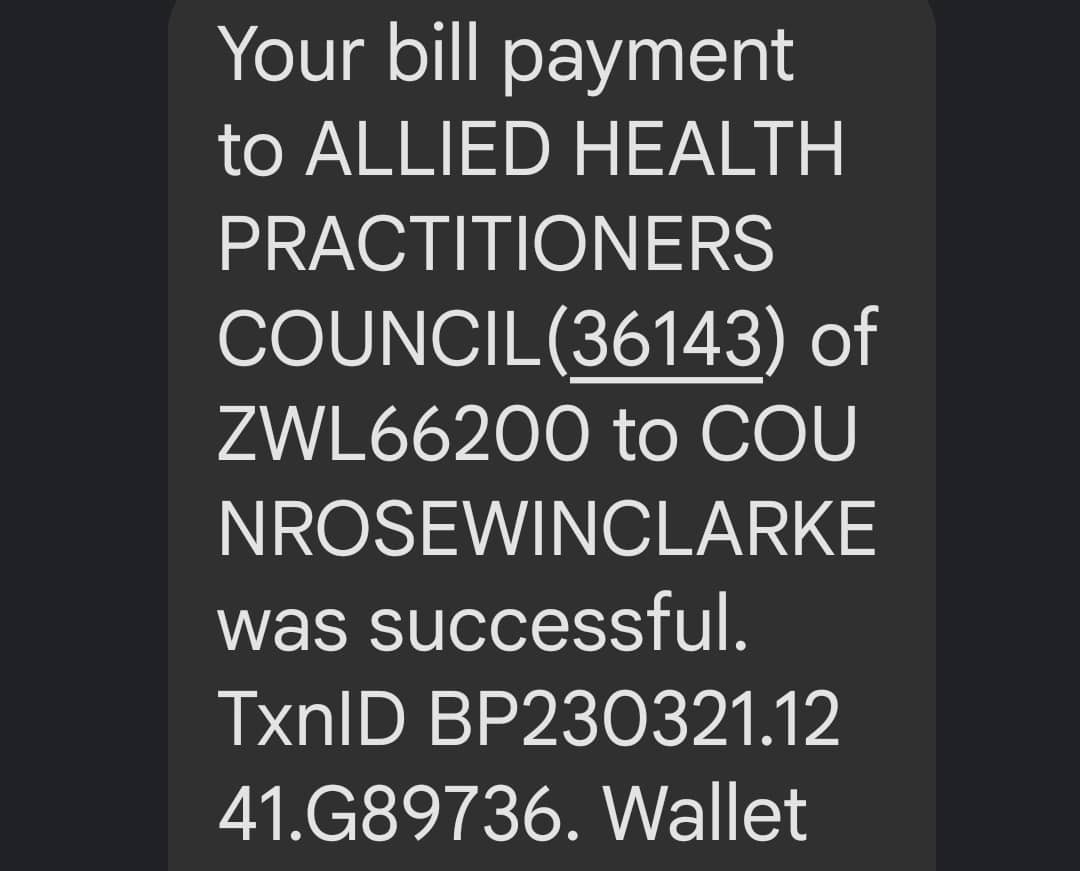 Your bill payment
to ALLIED HEALTH
PRACTITIONERS
COUNCIL(36143) of
ZWL66200 to COU
NROSEWINCLARKE
was successful.
TxnID BP230321.12
41.G89736. Wallet